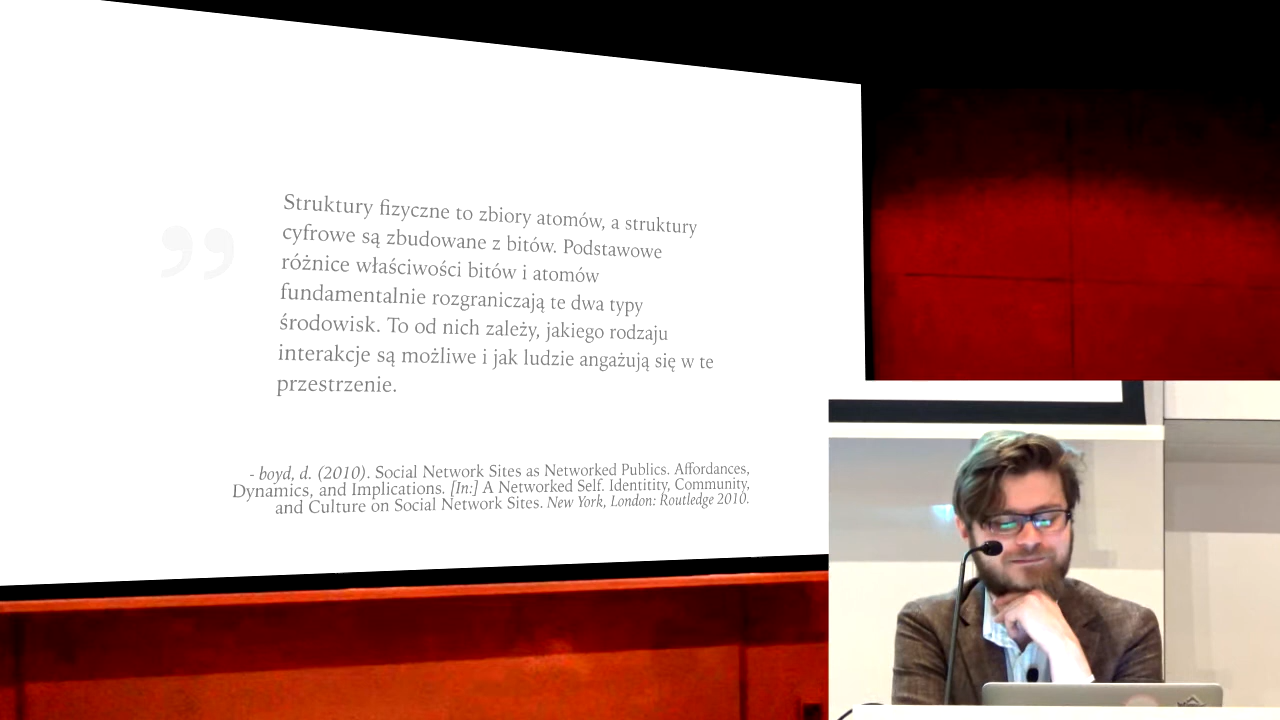 Struktury fizyczne to zbiory atomów, a struktury
cyfrowe są zbudowane z bitów. Podstawowe
różnice właściwości bitów i atomów
fundamentalnie rozgraniczają te dwa typy
środowisk. To od nich zależy, jakiego rodzaju
interakcje są możliwe i jak ludzie angażują się w te
przestrzenie.
- boyd, d. (2010). Social Network Sites as Networked Publics. Affordances,
Dynamics, and Implications. [In:] A Networked Self. Identitity, Community,
and Culture on Social Network Sites. New York, London: Routledge 2010.